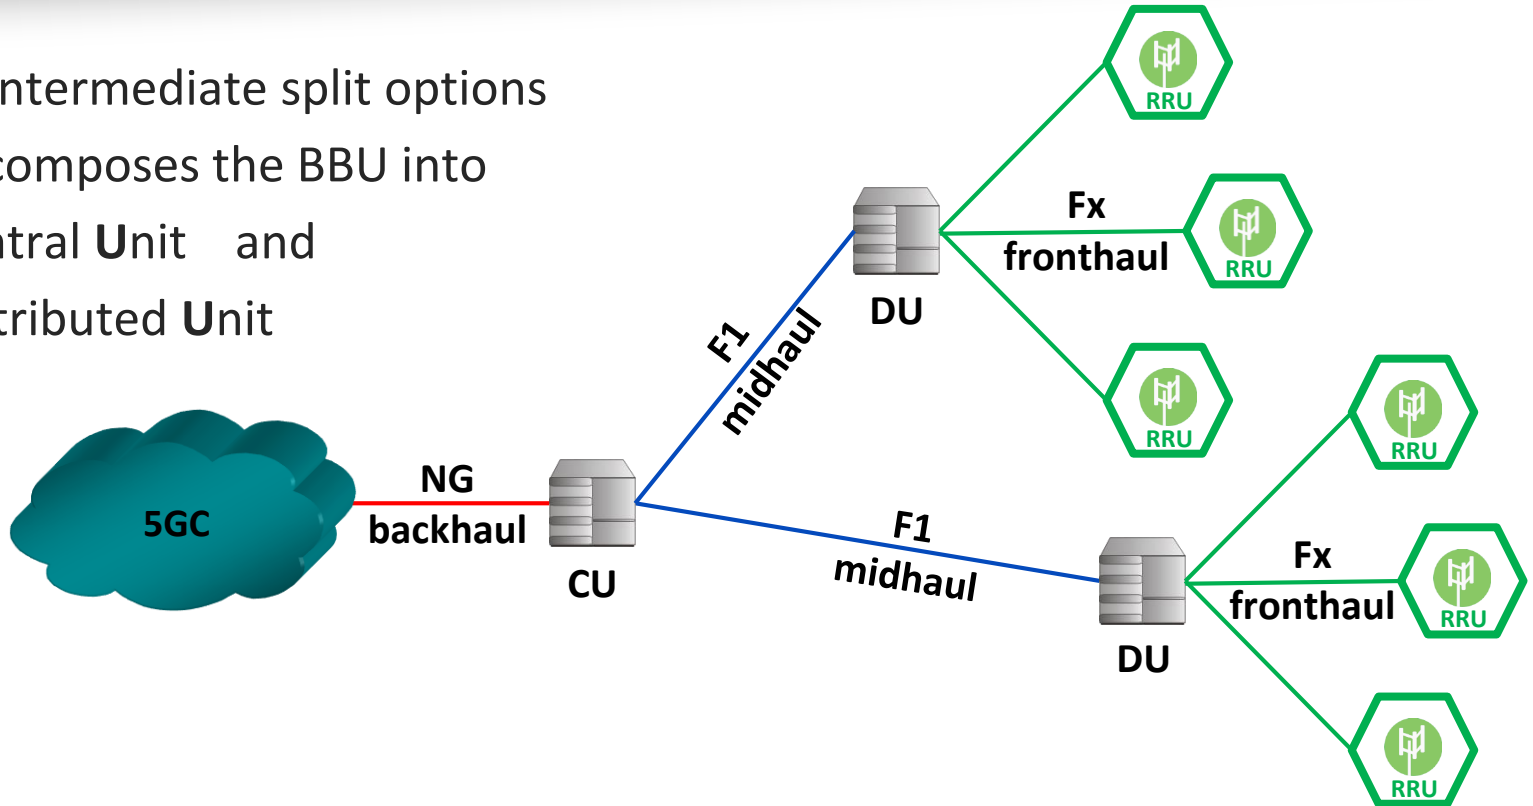 ntermediate split options
composes the BBU into
ntral Unit and
tributed Unit
RRU
Fx
fronthaul
RRU
DU
RRU
F1
midhaul
5GC
NG
backhaul
CU
F1
midhaul
DU
RRU
Fx
fronthaul
RRU
RRU